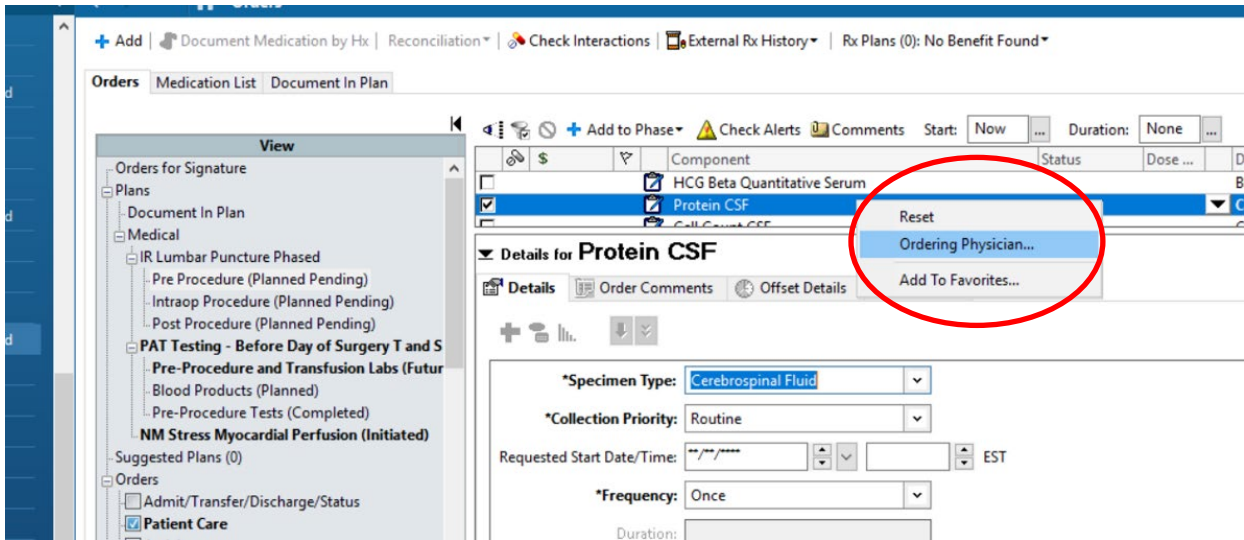 Orders
+ Add | Document Medication by Hx | Reconciliation | Check Interactions | External Rx History | Rx Plans (0): No Benefit Found
Orders Medication List Document In Plan
View
Orders for Signature
Plans
Document In Plan
Medical
IR Lumbar Puncture Phased
Pre Procedure (Planned Pending)
Intraop Procedure (Planned Pending)
Post Procedure (Planned Pending)
PAT Testing - Before Day of Surgery T and S
Pre-Procedure and Transfusion Labs (Futur
Blood Products (Planned)
Pre-Procedure Tests (Completed)
NM Stress Myocardial Perfusion (Initiated)
Suggested Plans (0)
Orders
Admit/Transfer/Discharge/Status
Patient Care
+ Add to Phase Check Alerts Comments Start: Now ... Duration: None ...
$ Component Status Dose ... D
HCG Beta Quantitative Serum B
Protein CSF C
Cell Count CSF
Reset
Ordering Physician...
Add To Favorites...
Details for Protein CSF
Details Order Comments Offset Details
*Specimen Type: Cerebrospinal Fluid
*Collection Priority: Routine
Requested Start Date/Time: **/**/**** EST
*Frequency: Once
Duration: